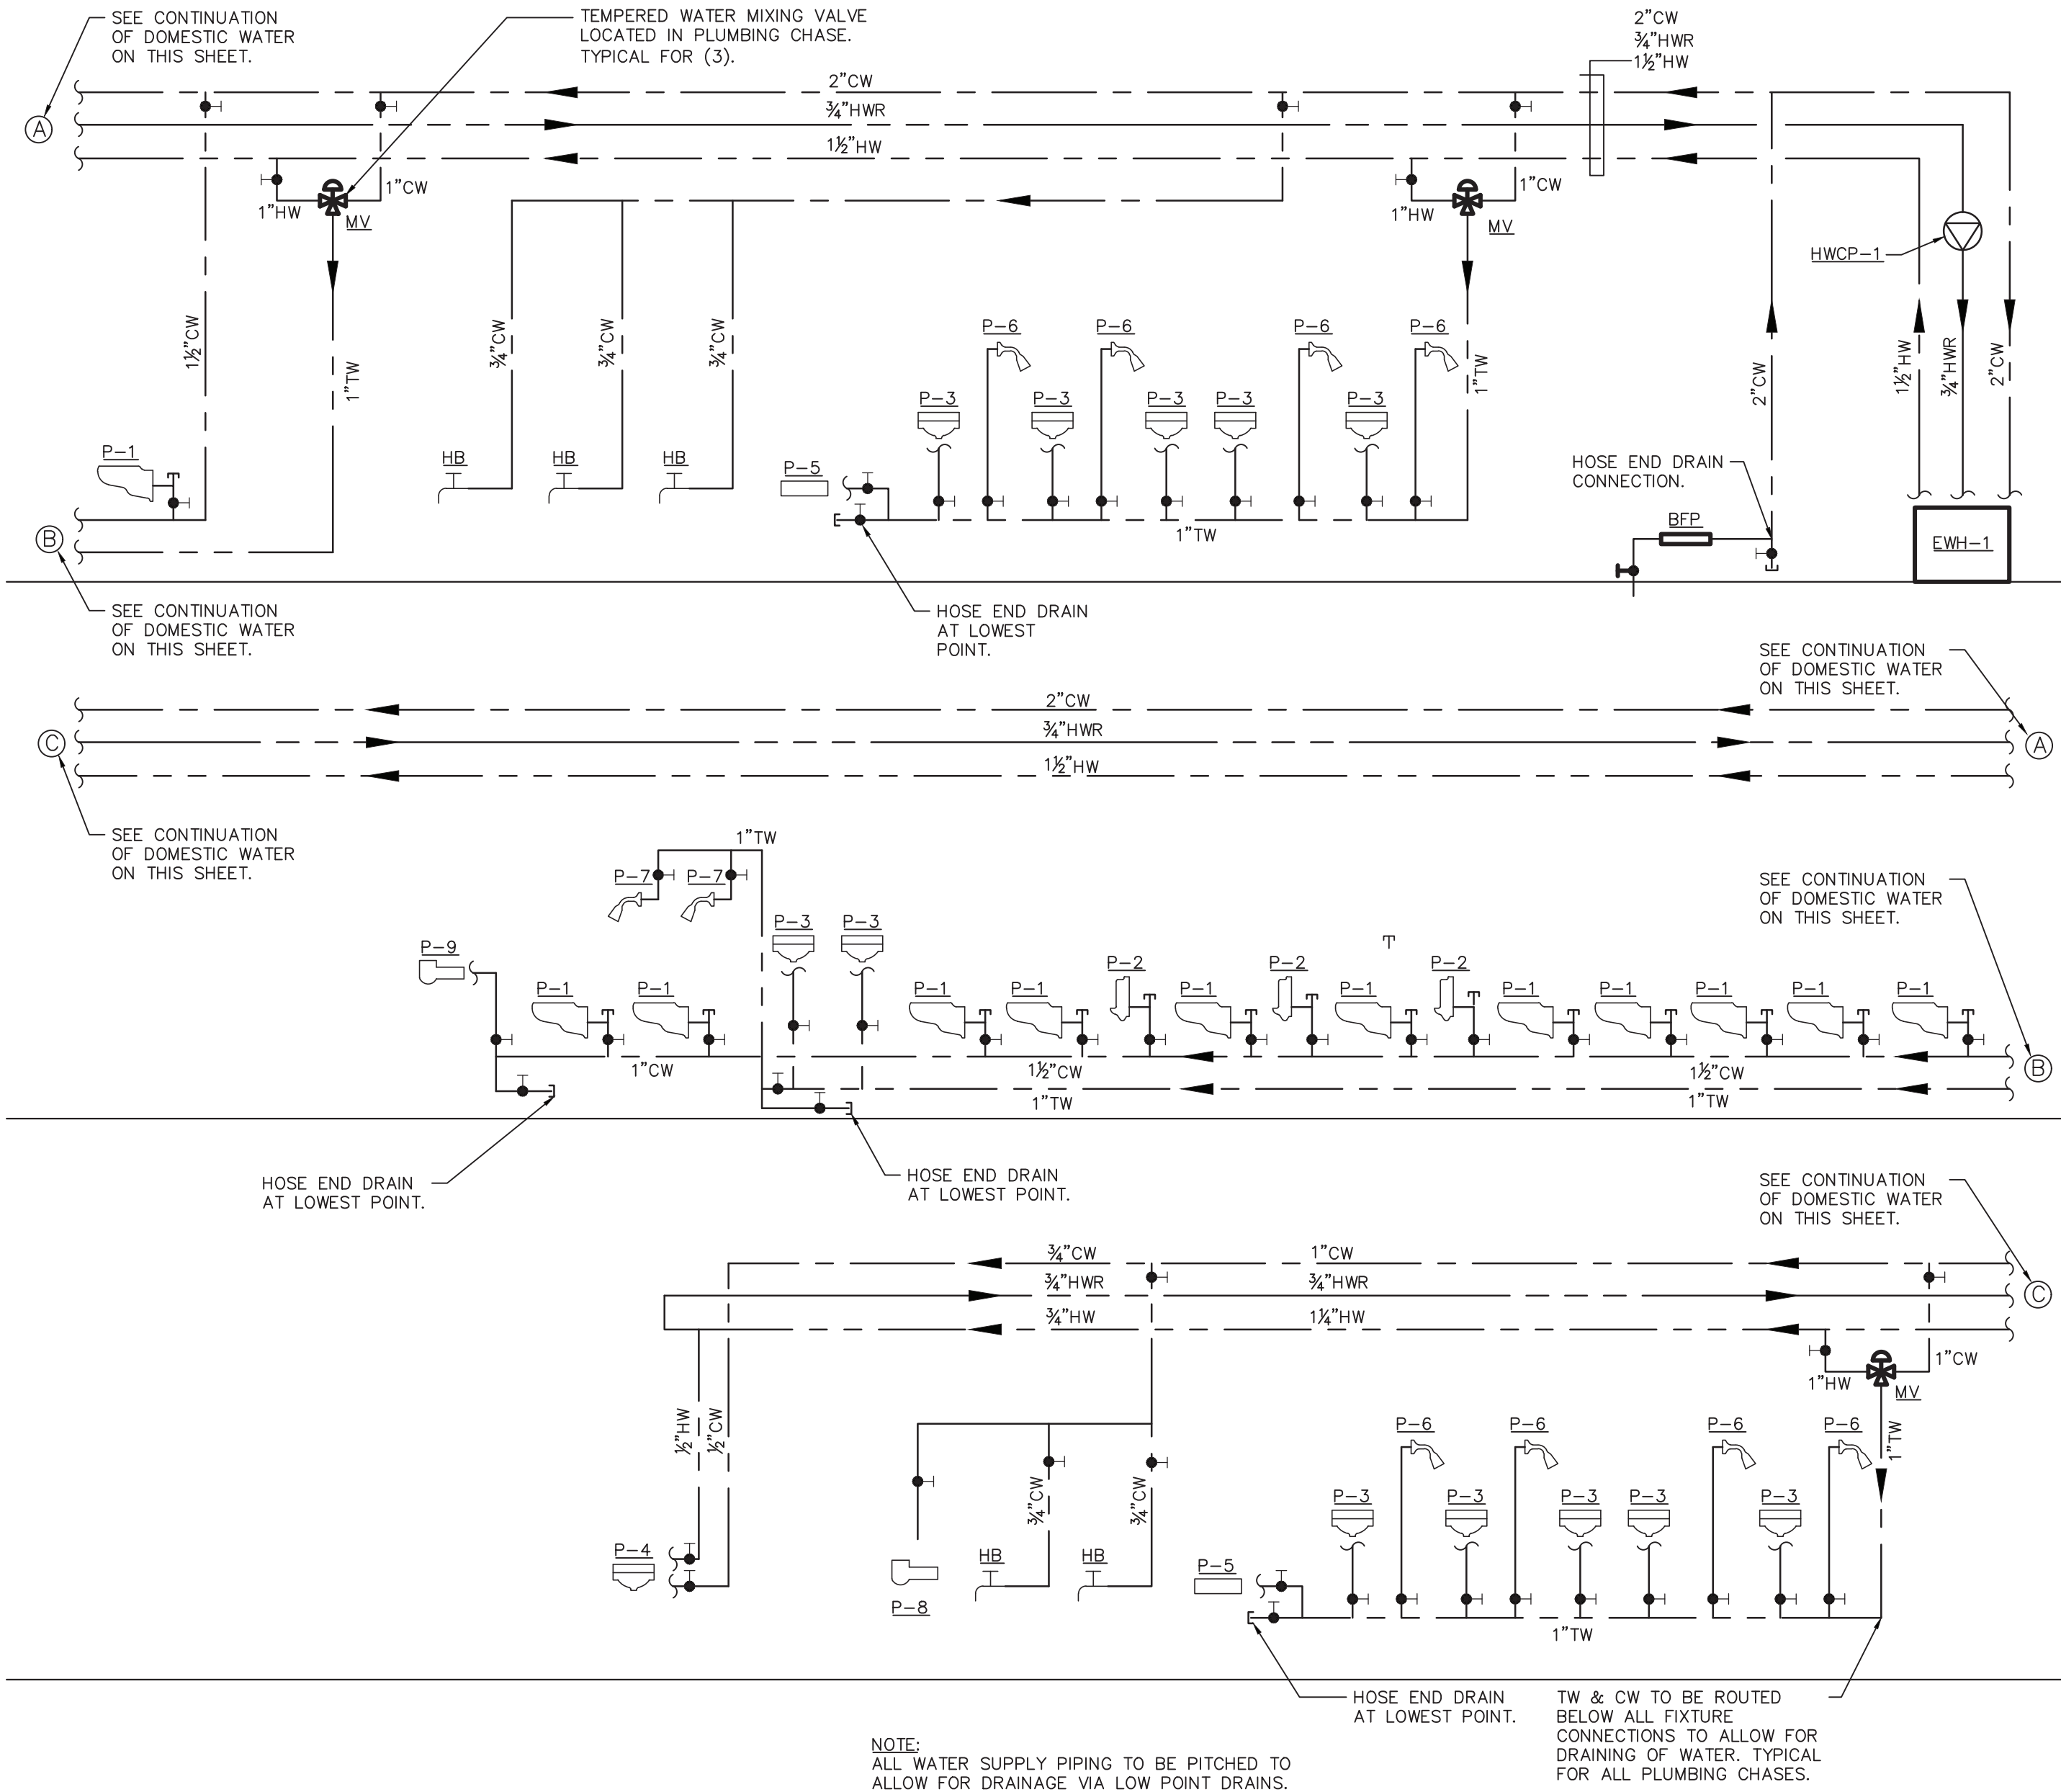 SEE CONTINUATION
OF DOMESTIC WATER
ON THIS SHEET.
TEMPERED WATER MIXING VALVE
LOCATED IN PLUMBING CHASE.
TYPICAL FOR (3).
2"CW
¾"HWR
1½"HW
2"CW
¾"HWR
1½"HW
A
1"HW
1"CW
MV
1"HW
1"CW
MV
HWCP-1
1½"CW
1"TW
¾"CW
¾"CW
¾"CW
P-6
P-6
P-6
P-6
1"TW
2"CW
1½"HW
¾"HWR
2"CW
P-3
P-3
P-3
P-3
P-3
P-1
HB
HB
HB
P-5
HOSE END DRAIN
CONNECTION.
BFP
EWH-1
1"TW
B
SEE CONTINUATION
OF DOMESTIC WATER
ON THIS SHEET.
HOSE END DRAIN
AT LOWEST
POINT.
SEE CONTINUATION
OF DOMESTIC WATER
ON THIS SHEET.
2"CW
¾"HWR
1½"HW
C
A
SEE CONTINUATION
OF DOMESTIC WATER
ON THIS SHEET.
1"TW
P-7
P-7
SEE CONTINUATION
OF DOMESTIC WATER
ON THIS SHEET.
P-3
P-3
P-9
P-1
P-1
P-1
P-1
P-2
P-1
P-2
P-1
P-2
P-1
P-1
P-1
P-1
P-1
1"CW
1½"CW
1½"CW
B
1"TW
1"TW
HOSE END DRAIN
AT LOWEST POINT.
HOSE END DRAIN
AT LOWEST POINT.
SEE CONTINUATION
OF DOMESTIC WATER
ON THIS SHEET.
¾"CW
1"CW
¾"HWR
¾"HWR
¾"HW
1¼"HW
C
1"HW
1"CW
MV
½"HW
½"CW
¾"CW
¾"CW
P-6
P-6
P-6
P-6
1"TW
P-3
P-3
P-3
P-3
P-3
P-4
P-8
HB
HB
P-5
1"TW
HOSE END DRAIN
AT LOWEST POINT.
TW & CW TO BE ROUTED
BELOW ALL FIXTURE
CONNECTIONS TO ALLOW FOR
DRAINING OF WATER. TYPICAL
FOR ALL PLUMBING CHASES.
NOTE:
ALL WATER SUPPLY PIPING TO BE PITCHED TO
ALLOW FOR DRAINAGE VIA LOW POINT DRAINS.